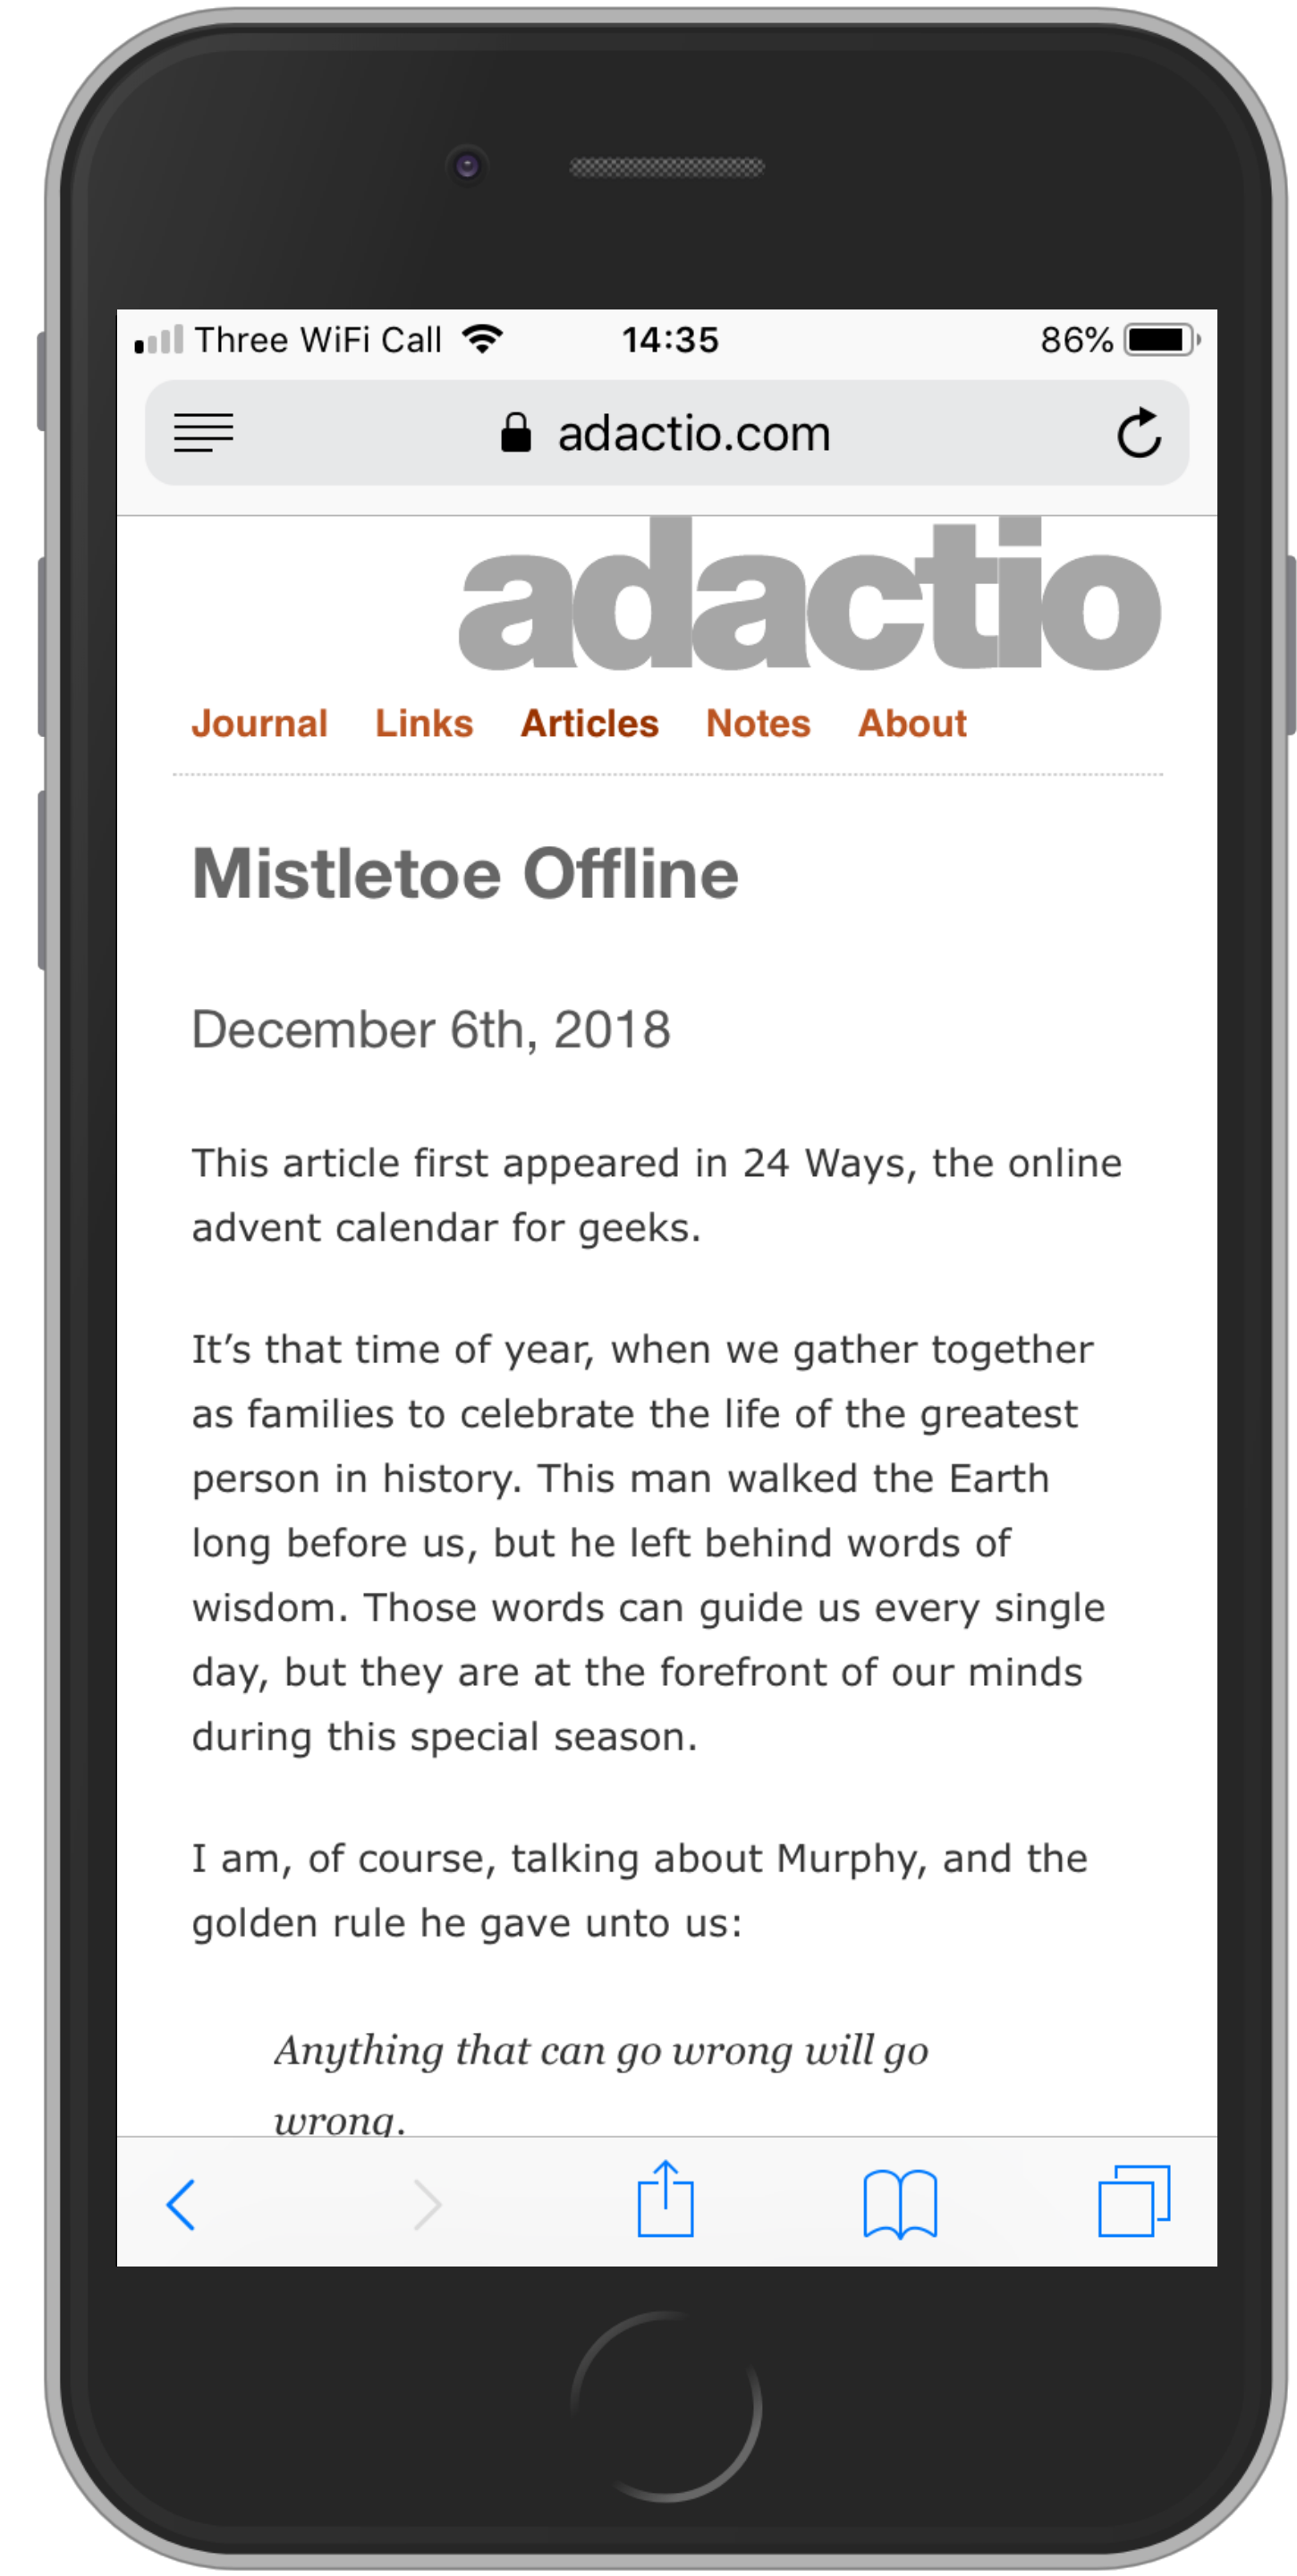 Three WiFi Call 14:35 86%
adactio.com
adactio
Journal Links Articles Notes About
Mistletoe Offline
December 6th, 2018
This article first appeared in 24 Ways, the online
advent calendar for geeks.
It’s that time of year, when we gather together
as families to celebrate the life of the greatest
person in history. This man walked the Earth
long before us, but he left behind words of
wisdom. Those words can guide us every single
day, but they are at the forefront of our minds
during this special season.
I am, of course, talking about Murphy, and the
golden rule he gave unto us:
Anything that can go wrong will go
wrong.